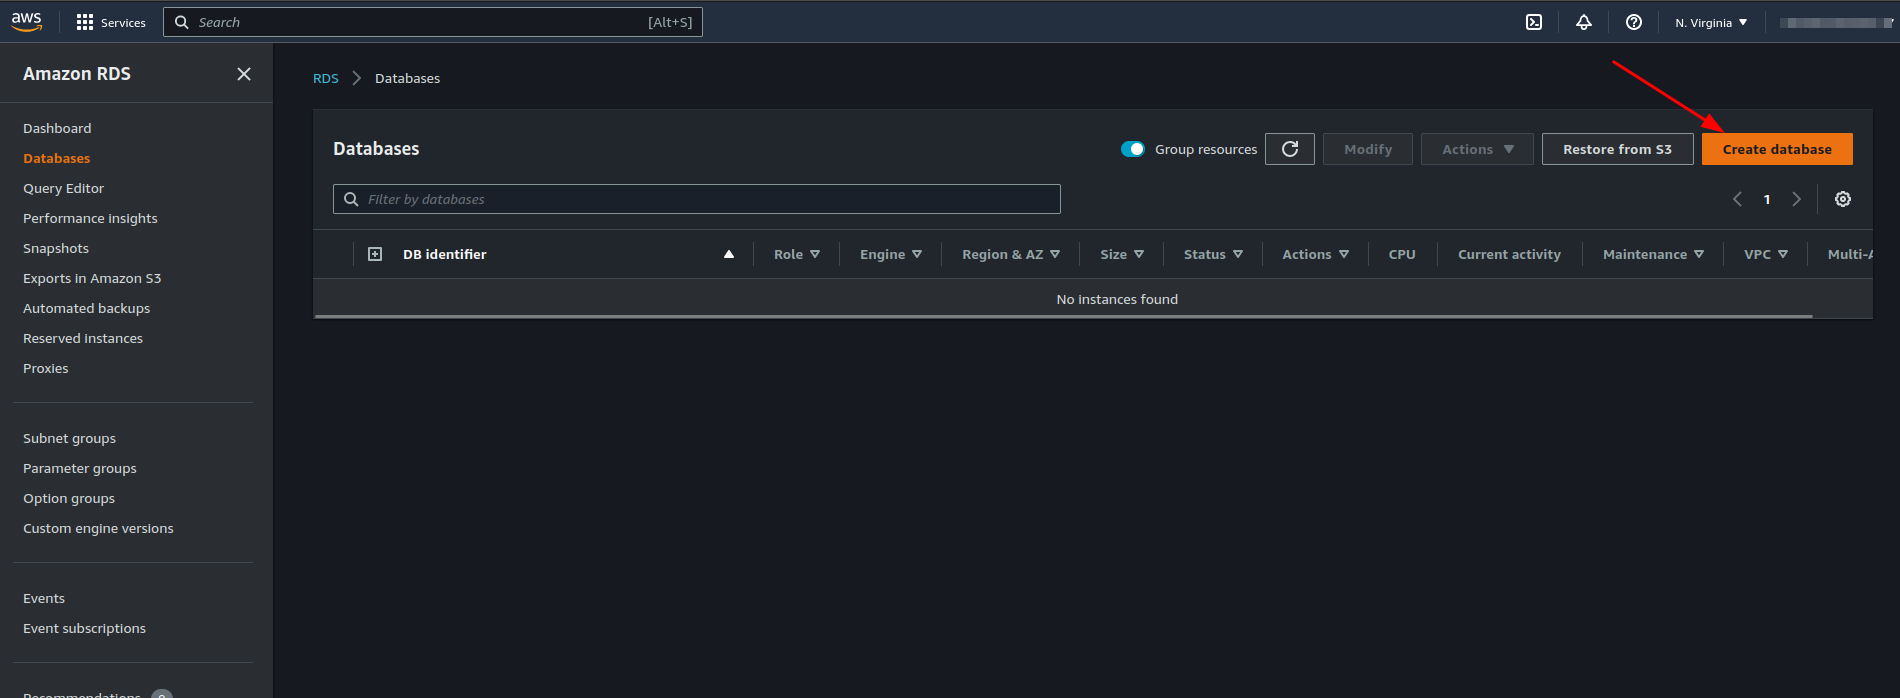 aws Services Search [Alt+S] N. Virginia
Amazon RDS
Dashboard
Databases
Query Editor
Performance insights
Snapshots
Exports in Amazon S3
Automated backups
Reserved instances
Proxies
Subnet groups
Parameter groups
Option groups
Custom engine versions
Events
Event subscriptions
Recommendations
RDS Databases
Databases Group resources Modify Actions Restore from S3 Create database
Filter by databases 1
DB identifier Role Engine Region & AZ Size Status Actions CPU Current activity Maintenance VPC Multi-A
No instances found